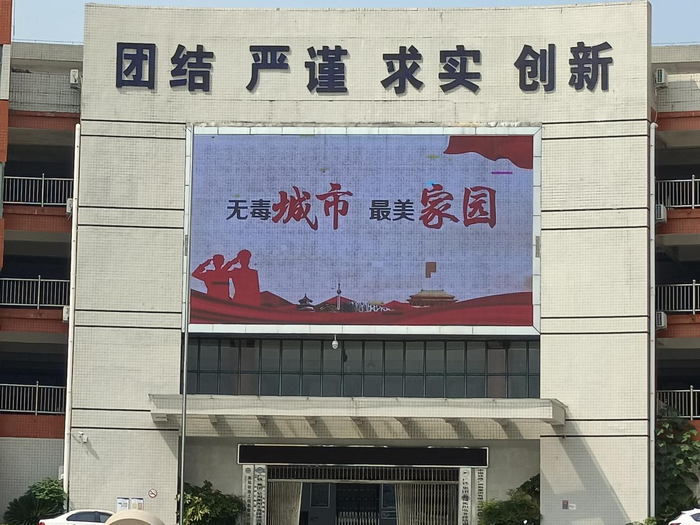 团结 严谨 求实 创新
无毒城市 最美家园